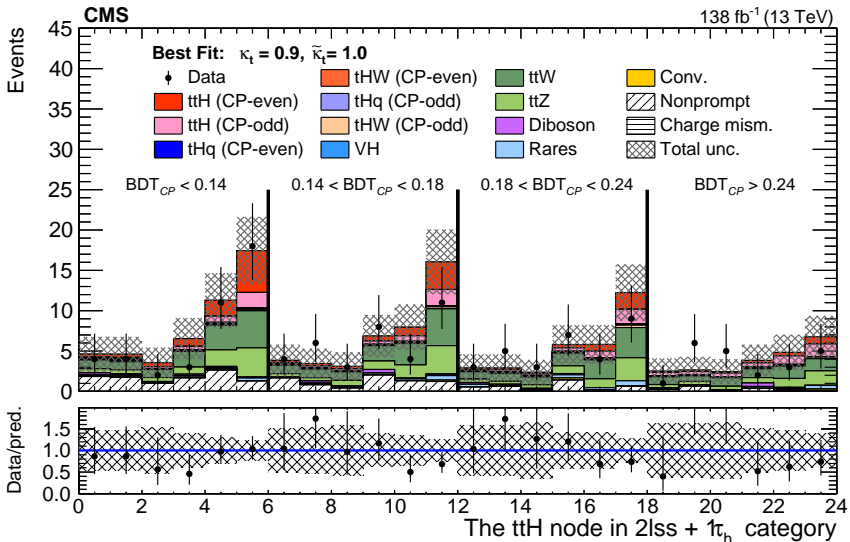 CMS 138 fb⁻¹ (13 TeV)
Events
45
40
35
30
25
20
15
10
5
0
Best Fit: κ_t = 0.9, κ̃_t = 1.0
Data tHW (CP-even) ttW Conv.
ttH (CP-even) tHq (CP-odd) ttZ Nonprompt
ttH (CP-odd) tHW (CP-odd) Diboson Charge mism.
tHq (CP-even) VH Rares Total unc.
BDT_CP < 0.14 0.14 < BDT_CP < 0.18 0.18 < BDT_CP < 0.24 BDT_CP > 0.24
Data/pred.
1.5
1.0
0.5
0.0
0 2 4 6 8 10 12 14 16 18 20 22 24
The ttH node in 2lss + 1τ_h category